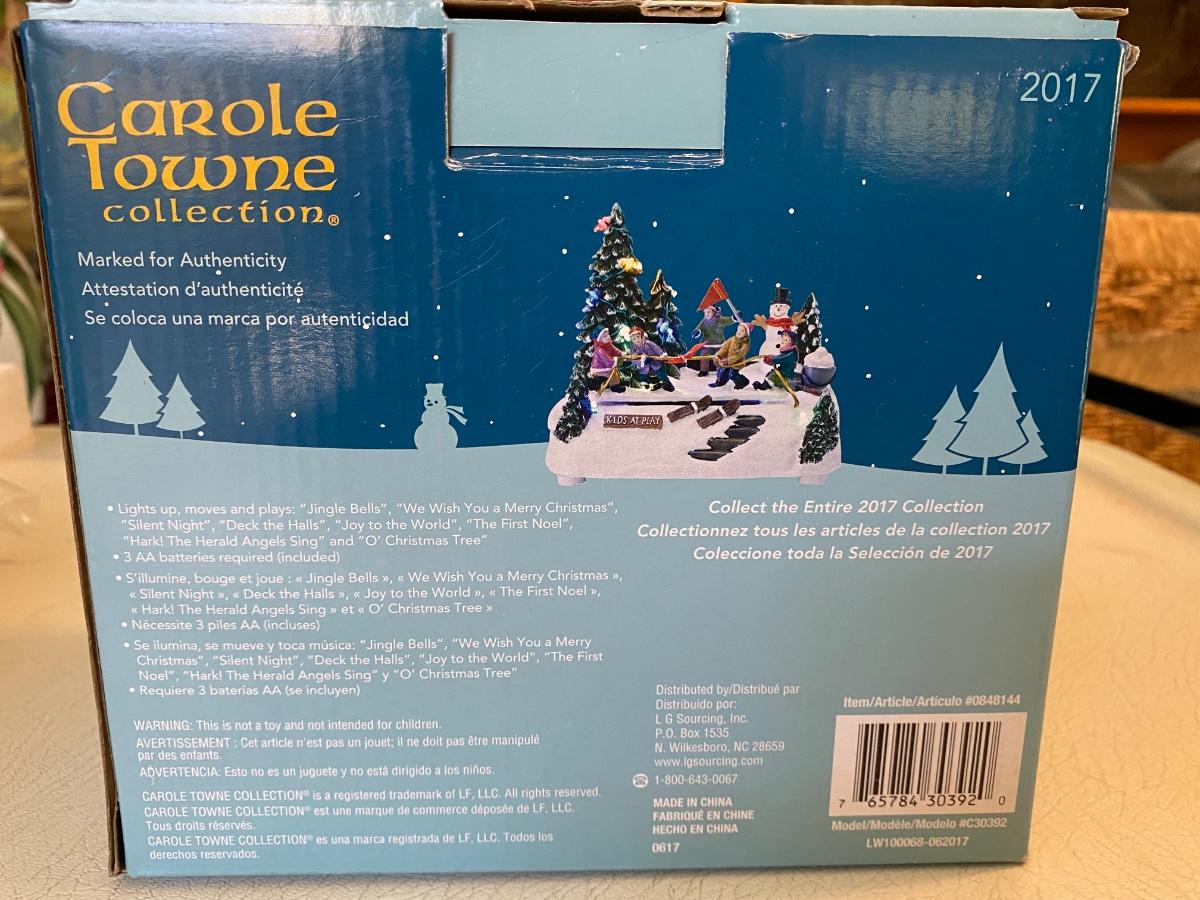 Carole
Towne
collection®
2017
Marked for Authenticity
Attestation d'authenticité
Se coloca una marca por autenticidad
KIDS AT PLAY
• Lights up, moves and plays: "Jingle Bells", "We Wish You a Merry Christmas",
"Silent Night", "Deck the Halls", "Joy to the World", "The First Noel",
"Hark! The Herald Angels Sing" and "O' Christmas Tree"
• 3 AA batteries required (included)
• S'illumine, bouge et joue : « Jingle Bells », « We Wish You a Merry Christmas »,
« Silent Night », « Deck the Halls », « Joy to the World », « The First Noel »,
« Hark! The Herald Angels Sing » et « O' Christmas Tree »
• Nécessite 3 piles AA (incluses)
• Se ilumina, se mueve y toca música: "Jingle Bells", "We Wish You a Merry
Christmas", "Silent Night", "Deck the Halls", "Joy to the World", "The First
Noel", "Hark! The Herald Angels Sing" y "O' Christmas Tree"
• Requiere 3 baterías AA (se incluyen)
Collect the Entire 2017 Collection
Collectionnez tous les articles de la collection 2017
Coleccione toda la Selección de 2017
WARNING: This is not a toy and not intended for children.
AVERTISSEMENT : Cet article n'est pas un jouet; il ne doit pas être manipulé
par des enfants.
ADVERTENCIA: Esto no es un juguete y no está dirigido a los niños.
CAROLE TOWNE COLLECTION® is a registered trademark of LF, LLC. All rights reserved.
CAROLE TOWNE COLLECTION® est une marque de commerce déposée de LF, LLC.
Tous droits réservés.
CAROLE TOWNE COLLECTION® es una marca registrada de LF, LLC. Todos los
derechos reservados.
Distributed by/Distribué par
Distribuido por:
L G Sourcing, Inc.
P.O. Box 1535
N. Wilkesboro, NC 28659
www.lgsourcing.com
☎ 1-800-643-0067
MADE IN CHINA
FABRIQUÉ EN CHINE
HECHO EN CHINA
0617
Item/Article/Artículo #0848144
7 65784 30392 0
Model/Modèle/Modelo #C30392
LW100068-062017